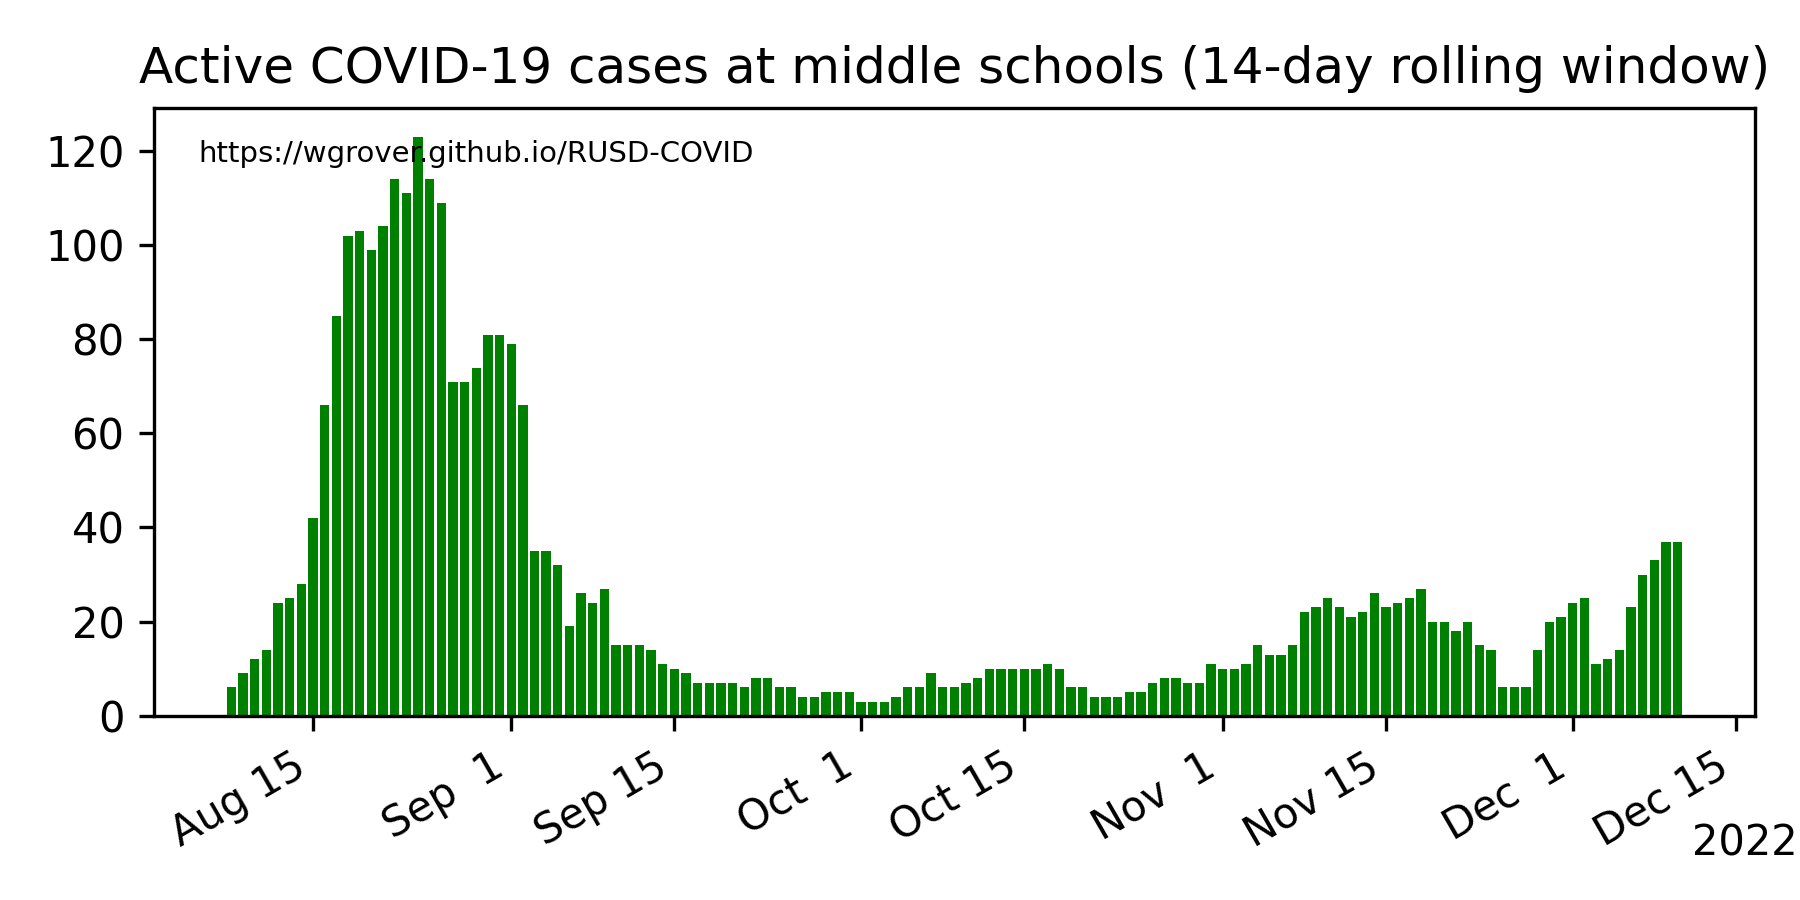 Active COVID-19 cases at middle schools (14-day rolling window)
https://wgrover.github.io/RUSD-COVID
120
100
80
60
40
20
0
Aug 15
Sep 1
Sep 15
Oct 1
Oct 15
Nov 1
Nov 15
Dec 1
Dec 15
2022